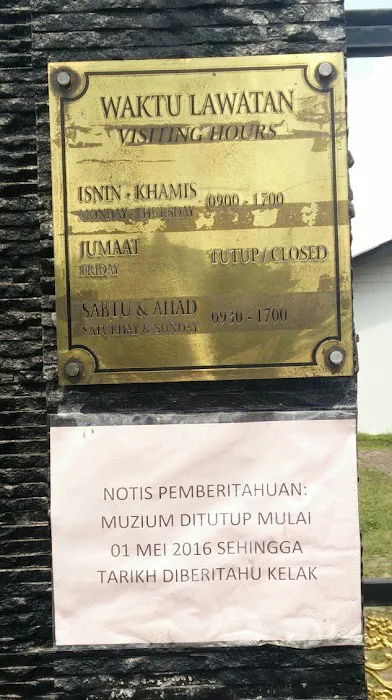 WAKTU LAWATAN
VISITING HOURS
ISNIN - KHAMIS 0900 - 1700
MONDAY - THURSDAY
JUMAAT TUTUP / CLOSED
FRIDAY
SABTU & AHAD 0930 - 1700
SATURDAY & SUNDAY
NOTIS PEMBERITAHUAN:
MUZIUM DITUTUP MULAI
01 MEI 2016 SEHINGGA
TARIKH DIBERITAHU KELAK